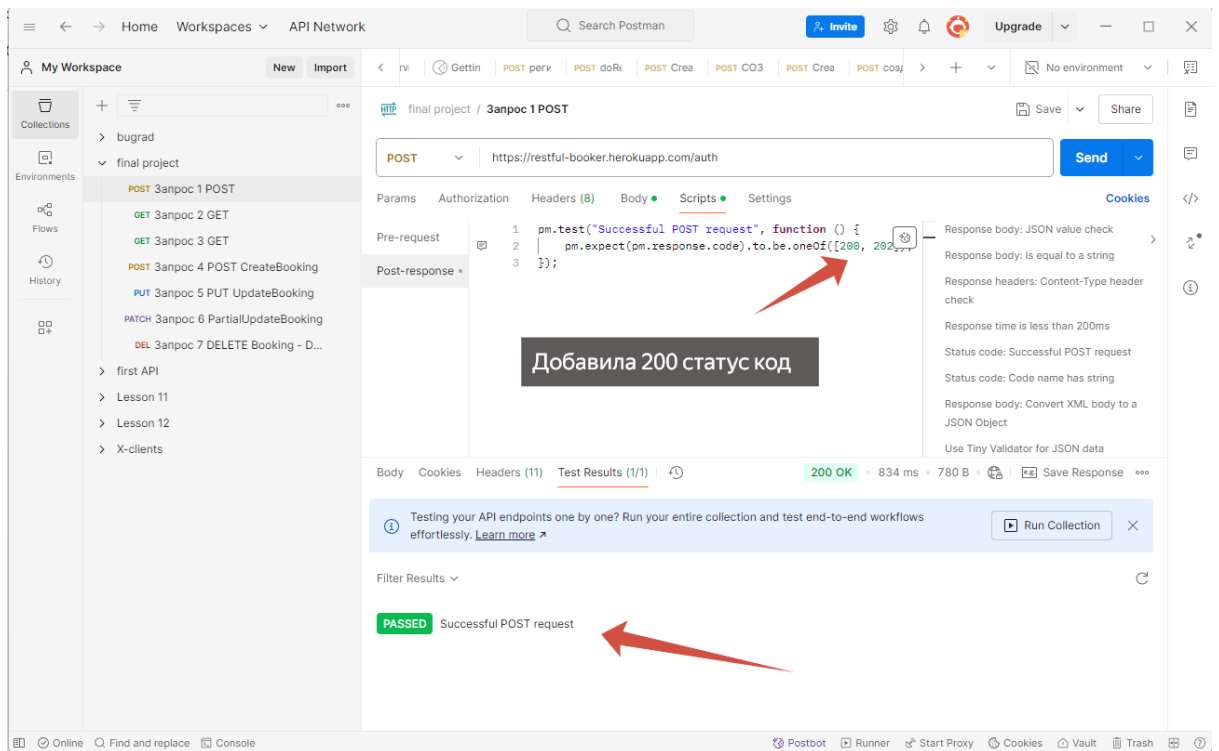 Home Workspaces API Network Search Postman Invite Upgrade
My Workspace New Import
Gettin POST реги POST doRe POST Crea POST СОЗ POST Crea POST созд No environment
Collections
Environments
Flows
History
bugrad
final project
POST Запрос 1 POST
GET Запрос 2 GET
GET Запрос 3 GET
POST Запрос 4 POST CreateBooking
PUT Запрос 5 PUT UpdateBooking
PATCH Запрос 6 PartialUpdateBooking
DEL Запрос 7 DELETE Booking - D...
first API
Lesson 11
Lesson 12
X-clients
HTTP final project / Запрос 1 POST Save Share
POST https://restful-booker.herokuapp.com/auth Send
Params Authorization Headers (8) Body Scripts Settings Cookies
Pre-request
Post-response
1 pm.test("Successful POST request", function () {
2 pm.expect(pm.response.code).to.be.oneOf([200, 202]);
3 });
Response body: JSON value check
Response body: Is equal to a string
Response headers: Content-Type header
check
Response time is less than 200ms
Status code: Successful POST request
Status code: Code name has string
Response body: Convert XML body to a
JSON Object
Use Tiny Validator for JSON data
Добавила 200 статус код
Body Cookies Headers (11) Test Results (1/1) 200 OK 834 ms 780 B e.g. Save Response
Testing your API endpoints one by one? Run your entire collection and test end-to-end workflows
effortlessly. Learn more
Run Collection
Filter Results
PASSED Successful POST request
Online Find and replace Console Postbot Runner Start Proxy Cookies Vault Trash